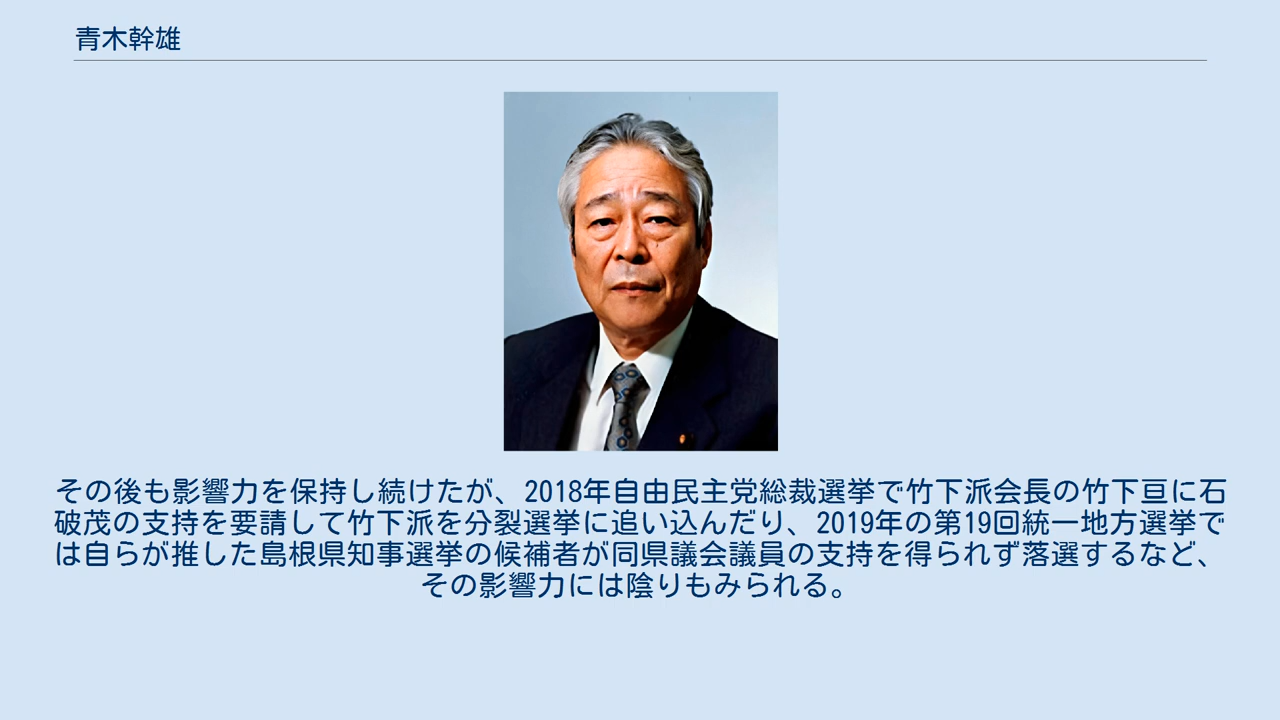 青木幹雄
その後も影響力を保持し続けたが、2018年自由民主党総裁選挙で竹下派会長の竹下亘に石
破茂の支持を要請して竹下派を分裂選挙に追い込んだり、2019年の第19回統一地方選挙で
は自らが推した島根県知事選挙の候補者が同県議会議員の支持を得られず落選するなど、
その影響力には陰りもみられる。